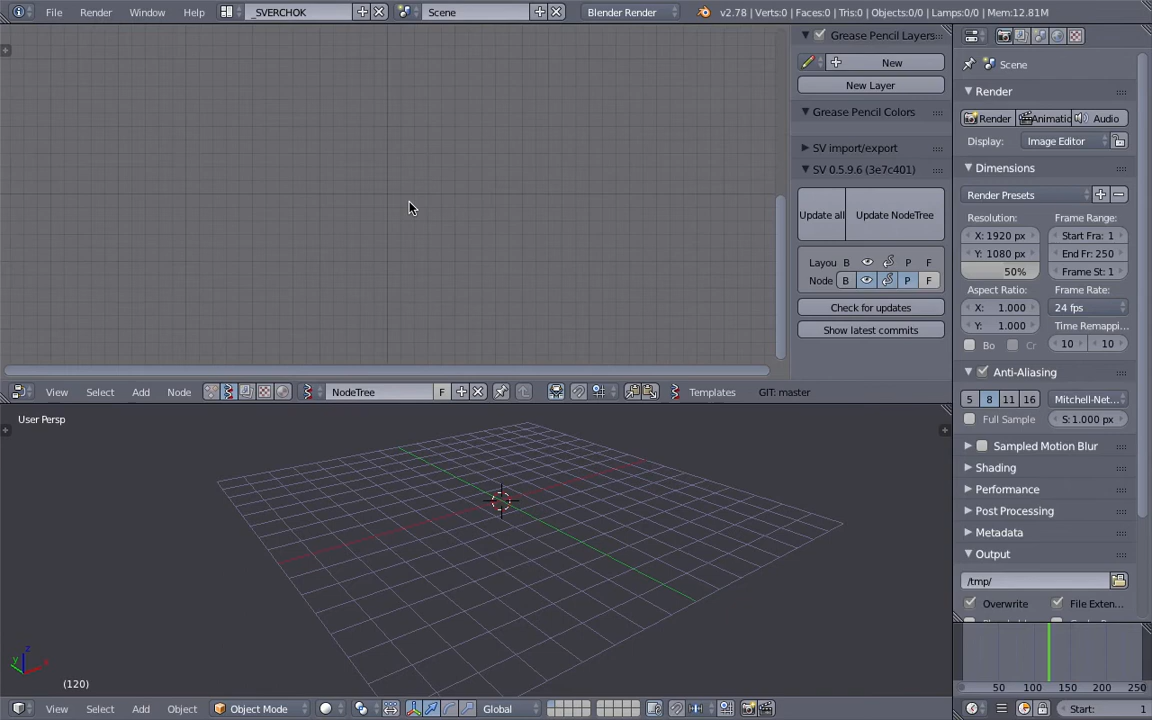 File Render Window Help _SVERCHOK Scene Blender Render v2.78 | Verts:0 | Faces:0 | Tris:0 | Objects:0/0 | Lamps:0/0 | Mem:12.81M
Grease Pencil Layers
New
New Layer
Grease Pencil Colors
SV import/export
SV 0.5.9.6 (3e7c401)
Update all Update NodeTree
Layou B P F
Node B P F
Check for updates
Show latest commits
View Select Add Node NodeTree F Templates GIT: master
User Persp
(120)
View Select Add Object Object Mode Global
Scene
Render
Render Animatic Audio
Display: Image Editor
Dimensions
Render Presets
Resolution: Frame Range:
X: 1920 px Start Fra: 1
Y: 1080 px End Fr: 250
50% Frame St: 1
Aspect Ratio: Frame Rate:
X: 1.000 24 fps
Y: 1.000 Time Remappi...
Bo Cr 10 10
Anti-Aliasing
5 8 11 16 Mitchell-Net...
Full Sample S: 1.000 px
Sampled Motion Blur
Shading
Performance
Post Processing
Metadata
Output
/tmp/
Overwrite File Exten...
50 100 150 200 250
Start: 1